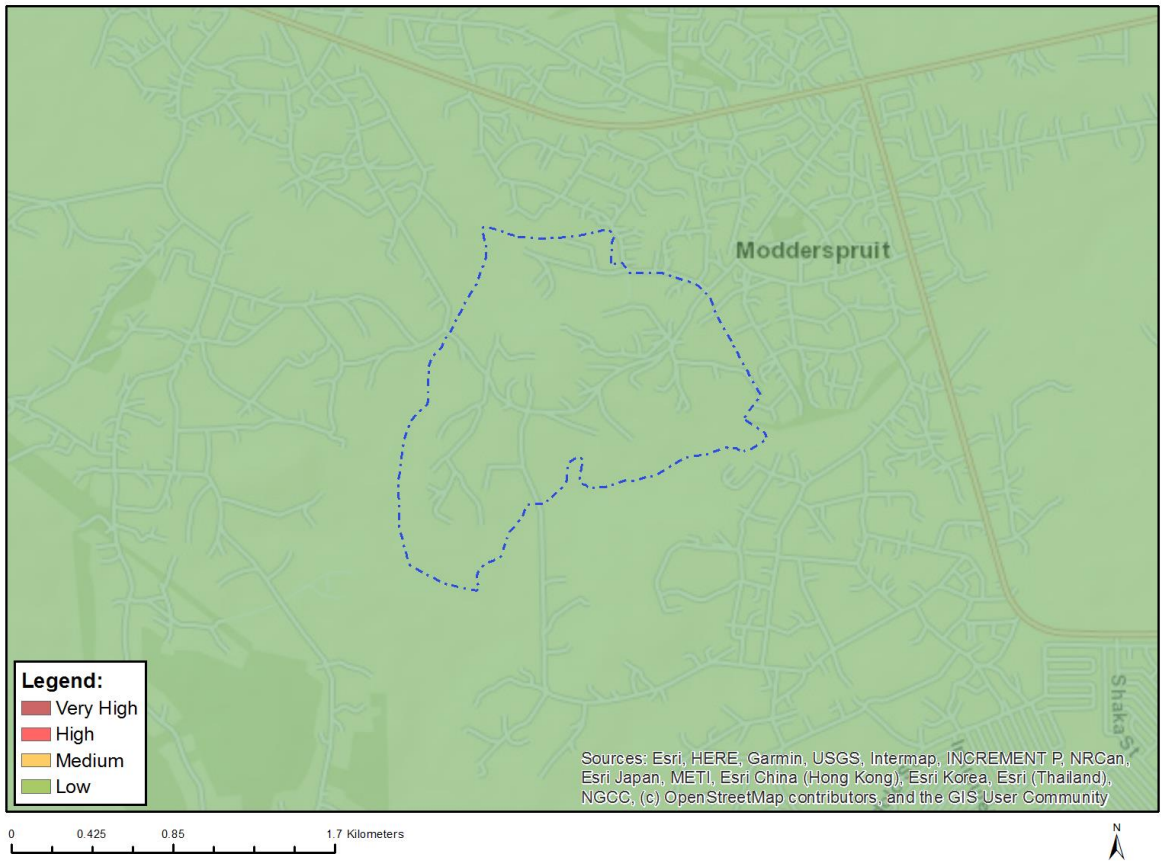 Modderspruit
Shaka St
Legend:
Very High
High
Medium
Low
Sources: Esri, HERE, Garmin, USGS, Intermap, INCREMENT P, NRCan,
Esri Japan, METI, Esri China (Hong Kong), Esri Korea, Esri (Thailand),
NGCC, (c) OpenStreetMap contributors, and the GIS User Community
0 0.425 0.85 1.7 Kilometers
N